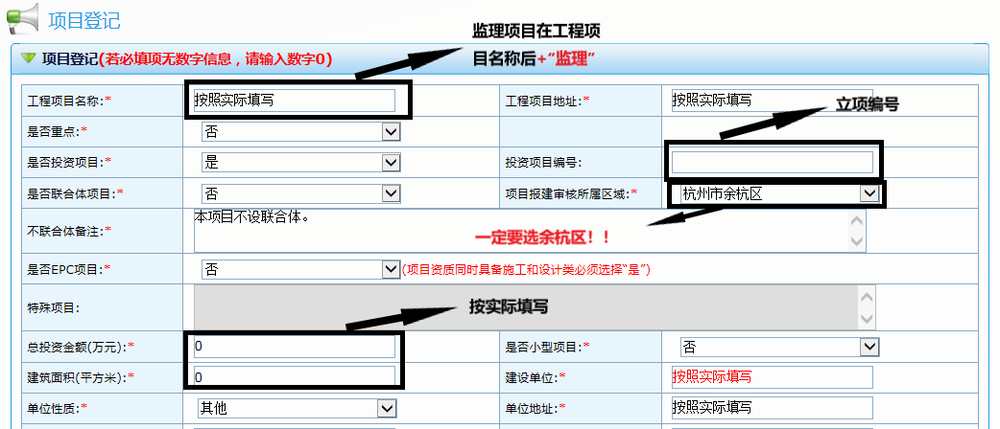 项目登记
监理项目在工程项
目名称后+“监理”
项目登记(若必填项无数字信息，请输入数字0)
工程项目名称:* 按照实际填写 工程项目地址:* 按照实际填写
立项编号
是否重点:* 否
是否投资项目:* 是 投资项目编号:
是否联合体项目:* 否 项目报建审核所属区域:* 杭州市余杭区
不联合体备注:* 本项目不设联合体。
一定要选余杭区！！
是否EPC项目:* 否 (项目资质同时具备施工和设计类必须选择“是”)
特殊项目:
按实际填写
总投资金额(万元):* 0 是否小型项目:* 否
建筑面积(平方米):* 0 建设单位:* 按照实际填写
单位性质:* 其他 单位地址:* 按照实际填写